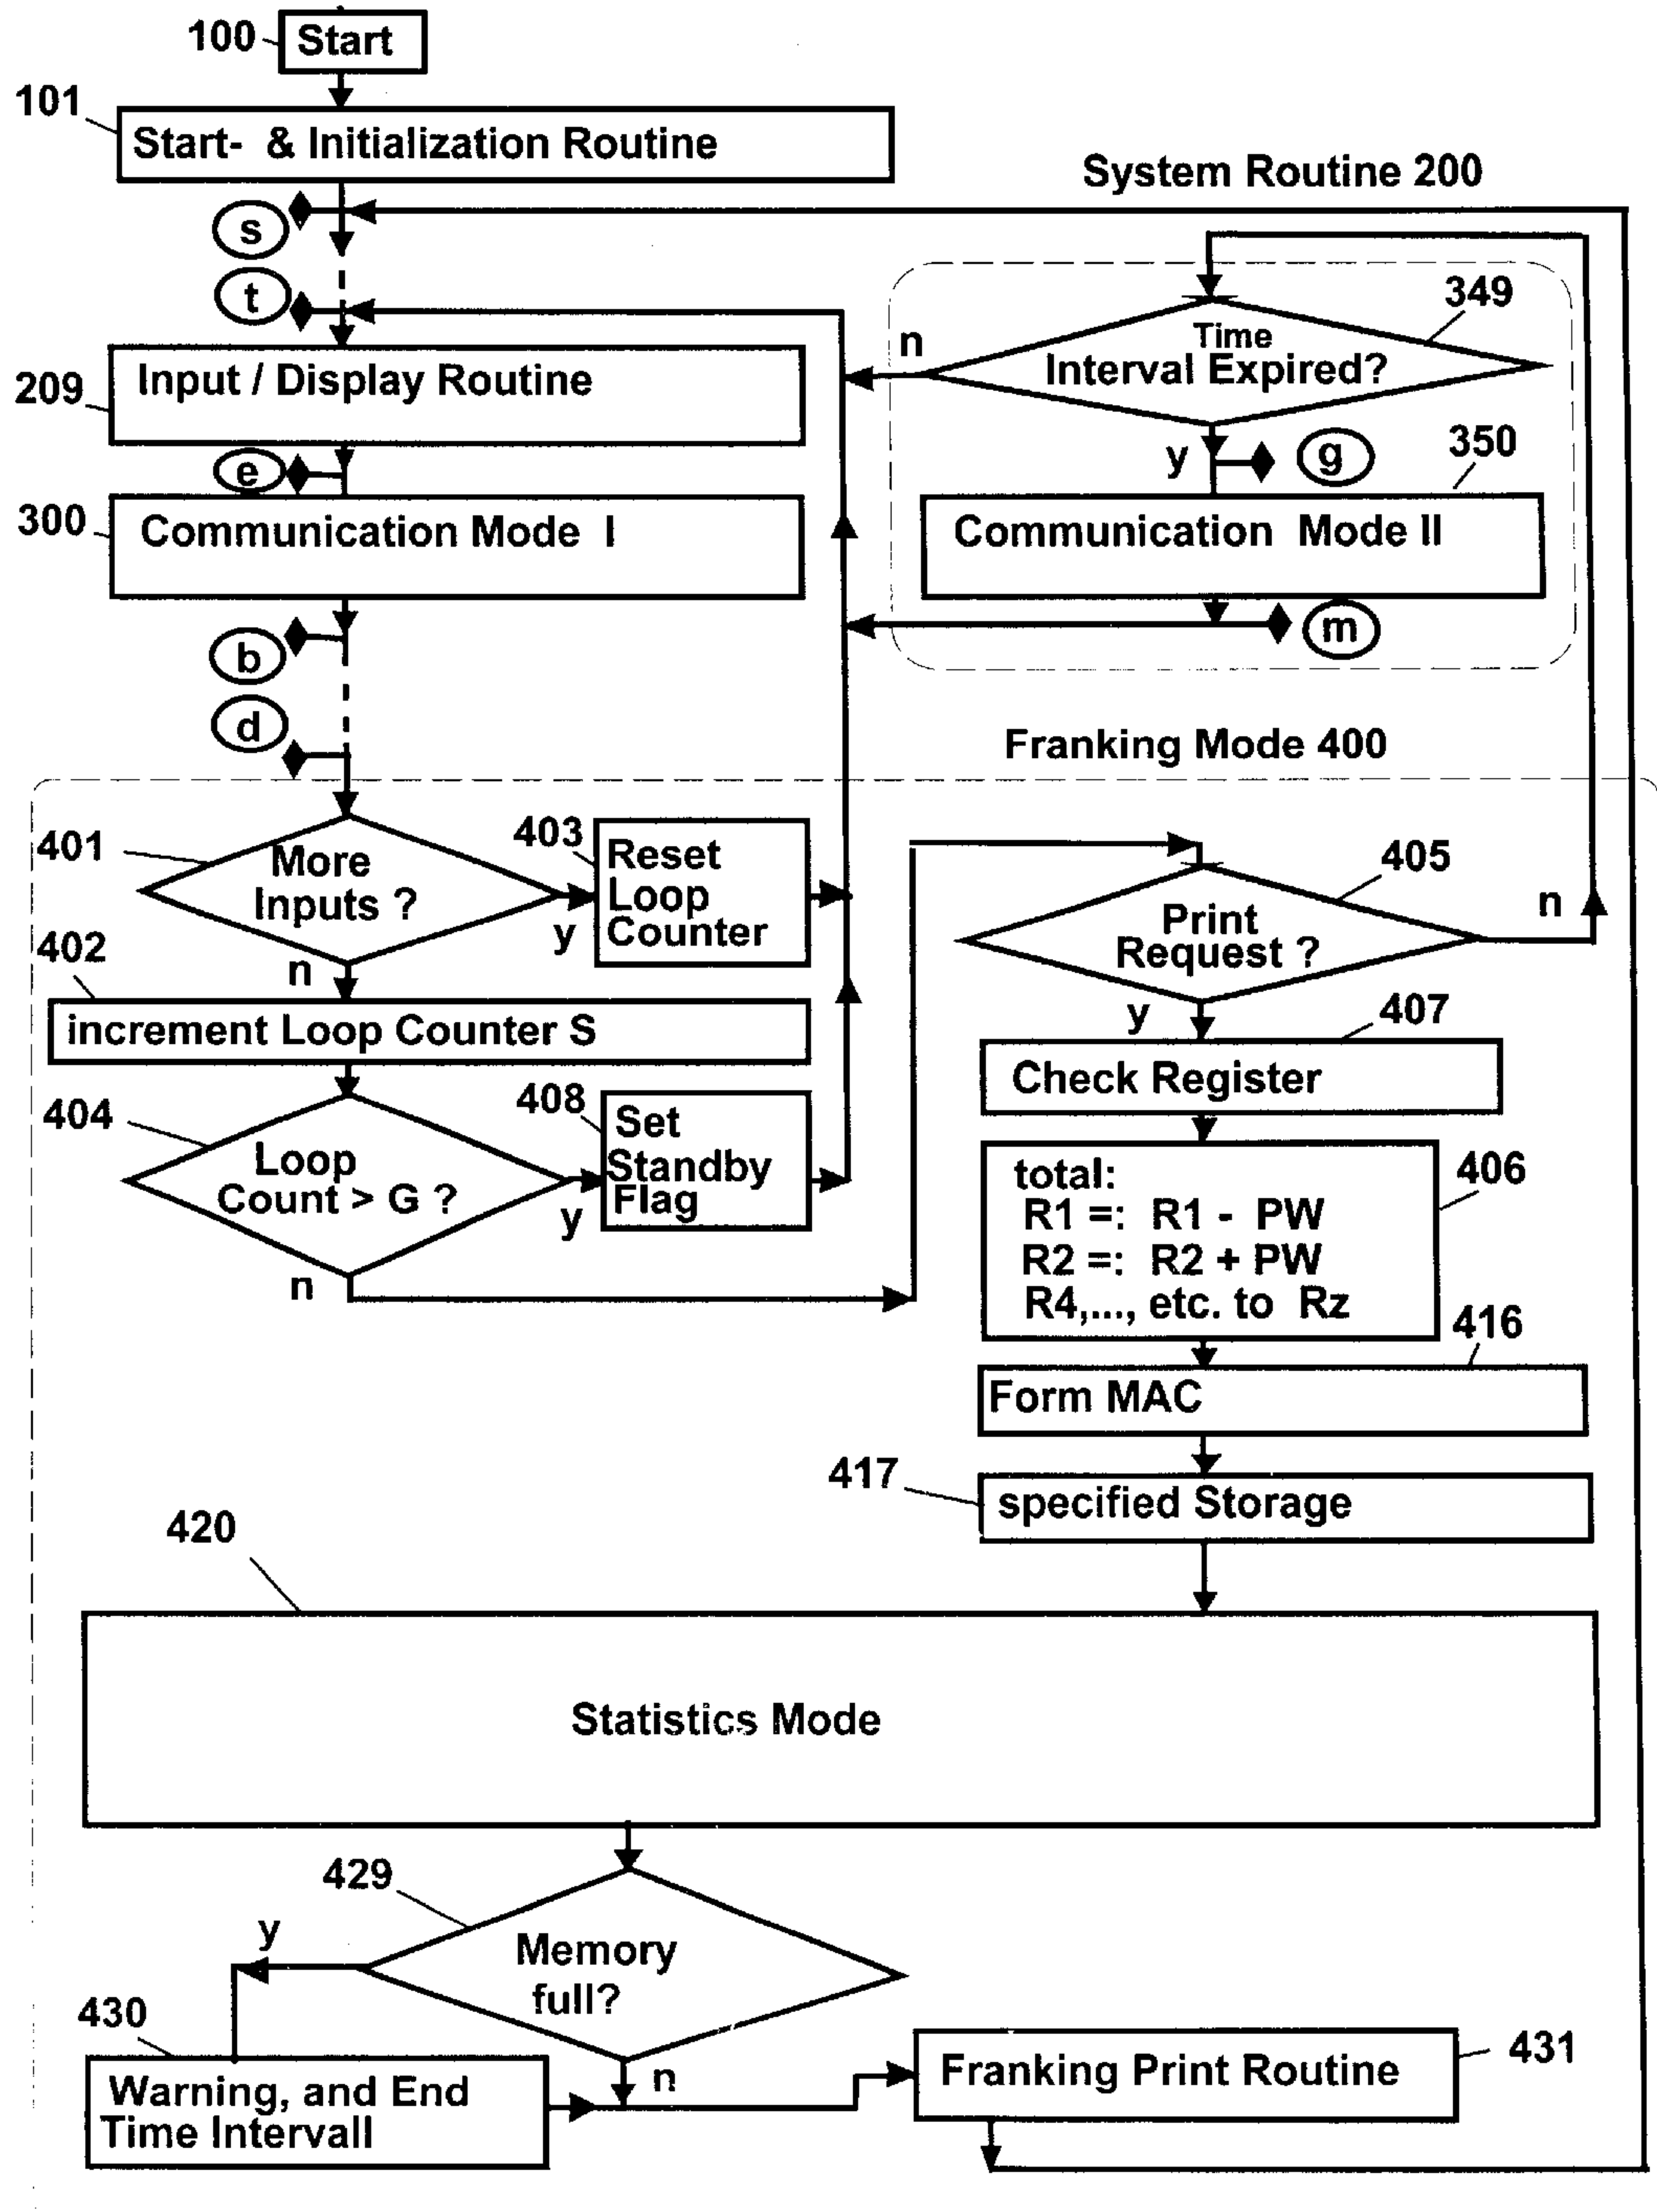 100
Start
101
Start- & Initialization Routine
System Routine 200
s
t
349
Time
Interval Expired?
n
209
Input / Display Routine
e
y
g
350
300
Communication Mode I
Communication Mode II
b
m
d
Franking Mode 400
401
More
Inputs ?
y
n
403
Reset
Loop
Counter
405
Print
Request ?
n
y
402
increment Loop Counter S
407
Check Register
404
Loop
Count > G ?
y
n
408
Set
Standby
Flag
406
total:
R1 =: R1 - PW
R2 =: R2 + PW
R4,..., etc. to Rz
416
Form MAC
417
specified Storage
420
Statistics Mode
429
Memory
full?
y
n
430
Warning, and End
Time Intervall
Franking Print Routine
431